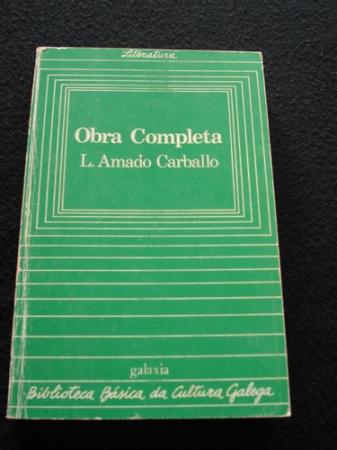 Literatura
Obra Completa
L. Amado Carballo
galaxia
Biblioteca Básica da Cultura Galega